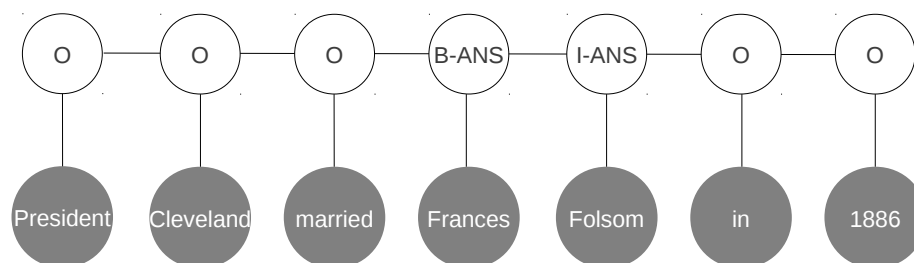 O O O B-ANS I-ANS O O
President Cleveland married Frances Folsom in 1886